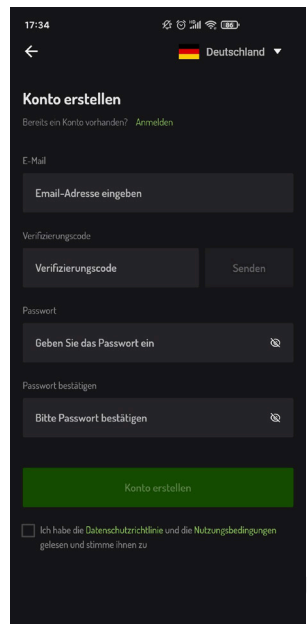 17:34
86
Deutschland
Konto erstellen
Bereits ein Konto vorhanden? Anmelden
E-Mail
Email-Adresse eingeben
Verifizierungscode
Verifizierungscode Senden
Passwort
Geben Sie das Passwort ein
Passwort bestätigen
Bitte Passwort bestätigen
Konto erstellen
Ich habe die Datenschutzrichtlinie und die Nutzungsbedingungen
gelesen und stimme ihnen zu